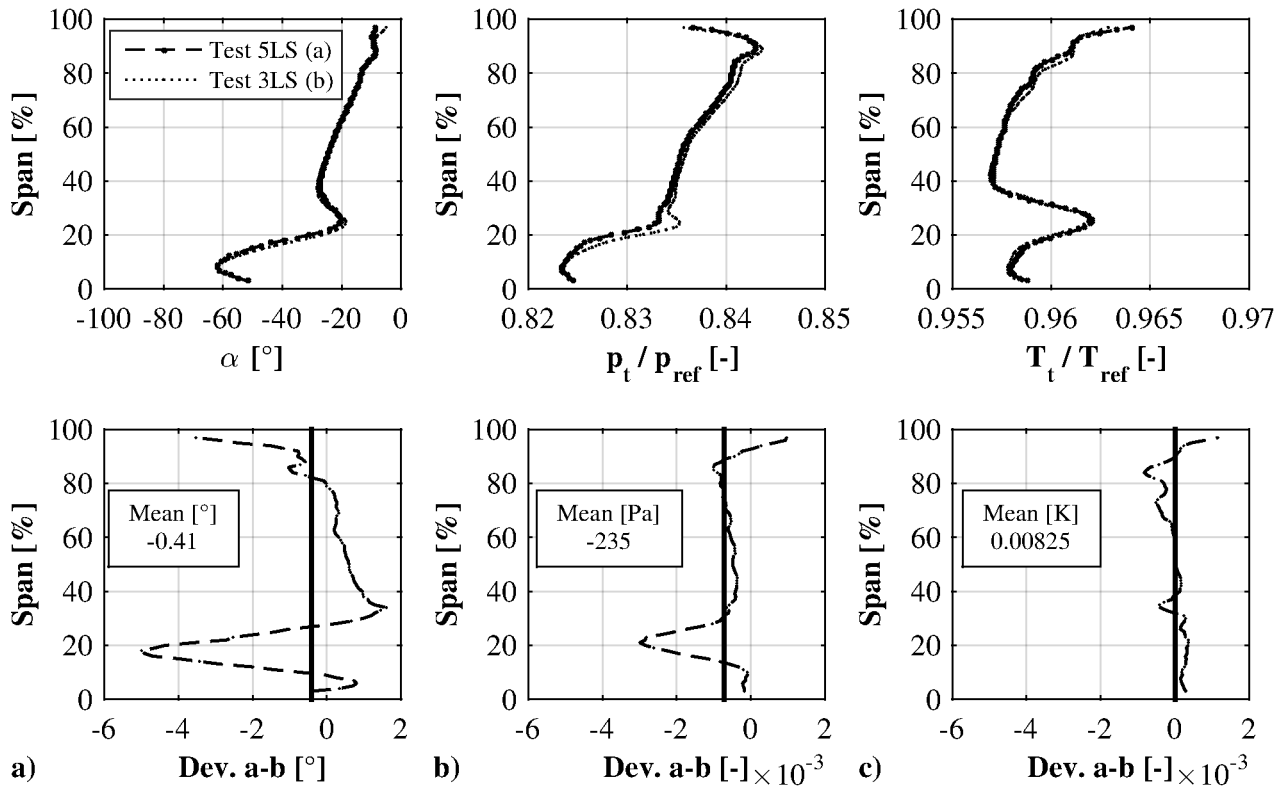 100
80
60
40
20
0
Span [%]
Test 5LS (a)
Test 3LS (b)
-100 -80 -60 -40 -20 0
α [°]
100
80
60
40
20
0
Span [%]
0.82 0.83 0.84 0.85
p_t / p_ref [-]
100
80
60
40
20
0
Span [%]
0.955 0.96 0.965 0.97
T_t / T_ref [-]
100
80
60
40
20
0
Span [%]
Mean [°]
-0.41
-6 -4 -2 0 2
a) Dev. a-b [°]
100
80
60
40
20
0
Span [%]
Mean [Pa]
-235
-6 -4 -2 0 2
b) Dev. a-b [-] ×10⁻³
100
80
60
40
20
0
Span [%]
Mean [K]
0.00825
-6 -4 -2 0 2
c) Dev. a-b [-] ×10⁻³